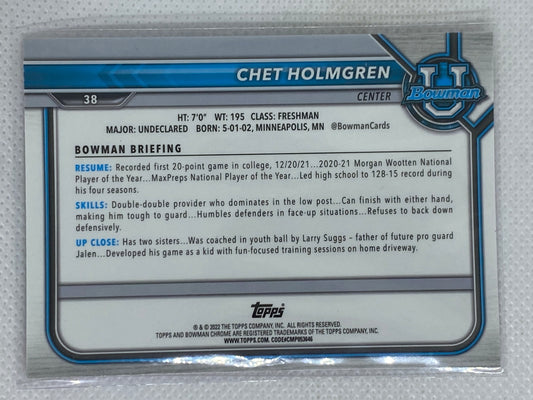 CHET HOLMGREN
38
CENTER
U
Bowman
HT: 7'0" WT: 195 CLASS: FRESHMAN
MAJOR: UNDECLARED BORN: 5-01-02, MINNEAPOLIS, MN @BowmanCards
BOWMAN BRIEFING
RESUME: Recorded first 20-point game in college, 12/20/21...2020-21 Morgan Wootten National
Player of the Year...MaxPreps National Player of the Year...Led high school to 128-15 record during
his four seasons.
SKILLS: Double-double provider who dominates in the low post...Can finish with either hand,
making him tough to guard...Humbles defenders in face-up situations...Refuses to back down
defensively.
UP CLOSE: Has two sisters...Was coached in youth ball by Larry Suggs – father of future pro guard
Jalen...Developed his game as a kid with fun-focused training sessions on home driveway.
Topps
® & © 2022 THE TOPPS COMPANY, INC. ALL RIGHTS RESERVED.
TOPPS AND BOWMAN CHROME ARE REGISTERED TRADEMARKS OF THE TOPPS COMPANY, INC.
WWW.TOPPS.COM. CODE#CMP953646